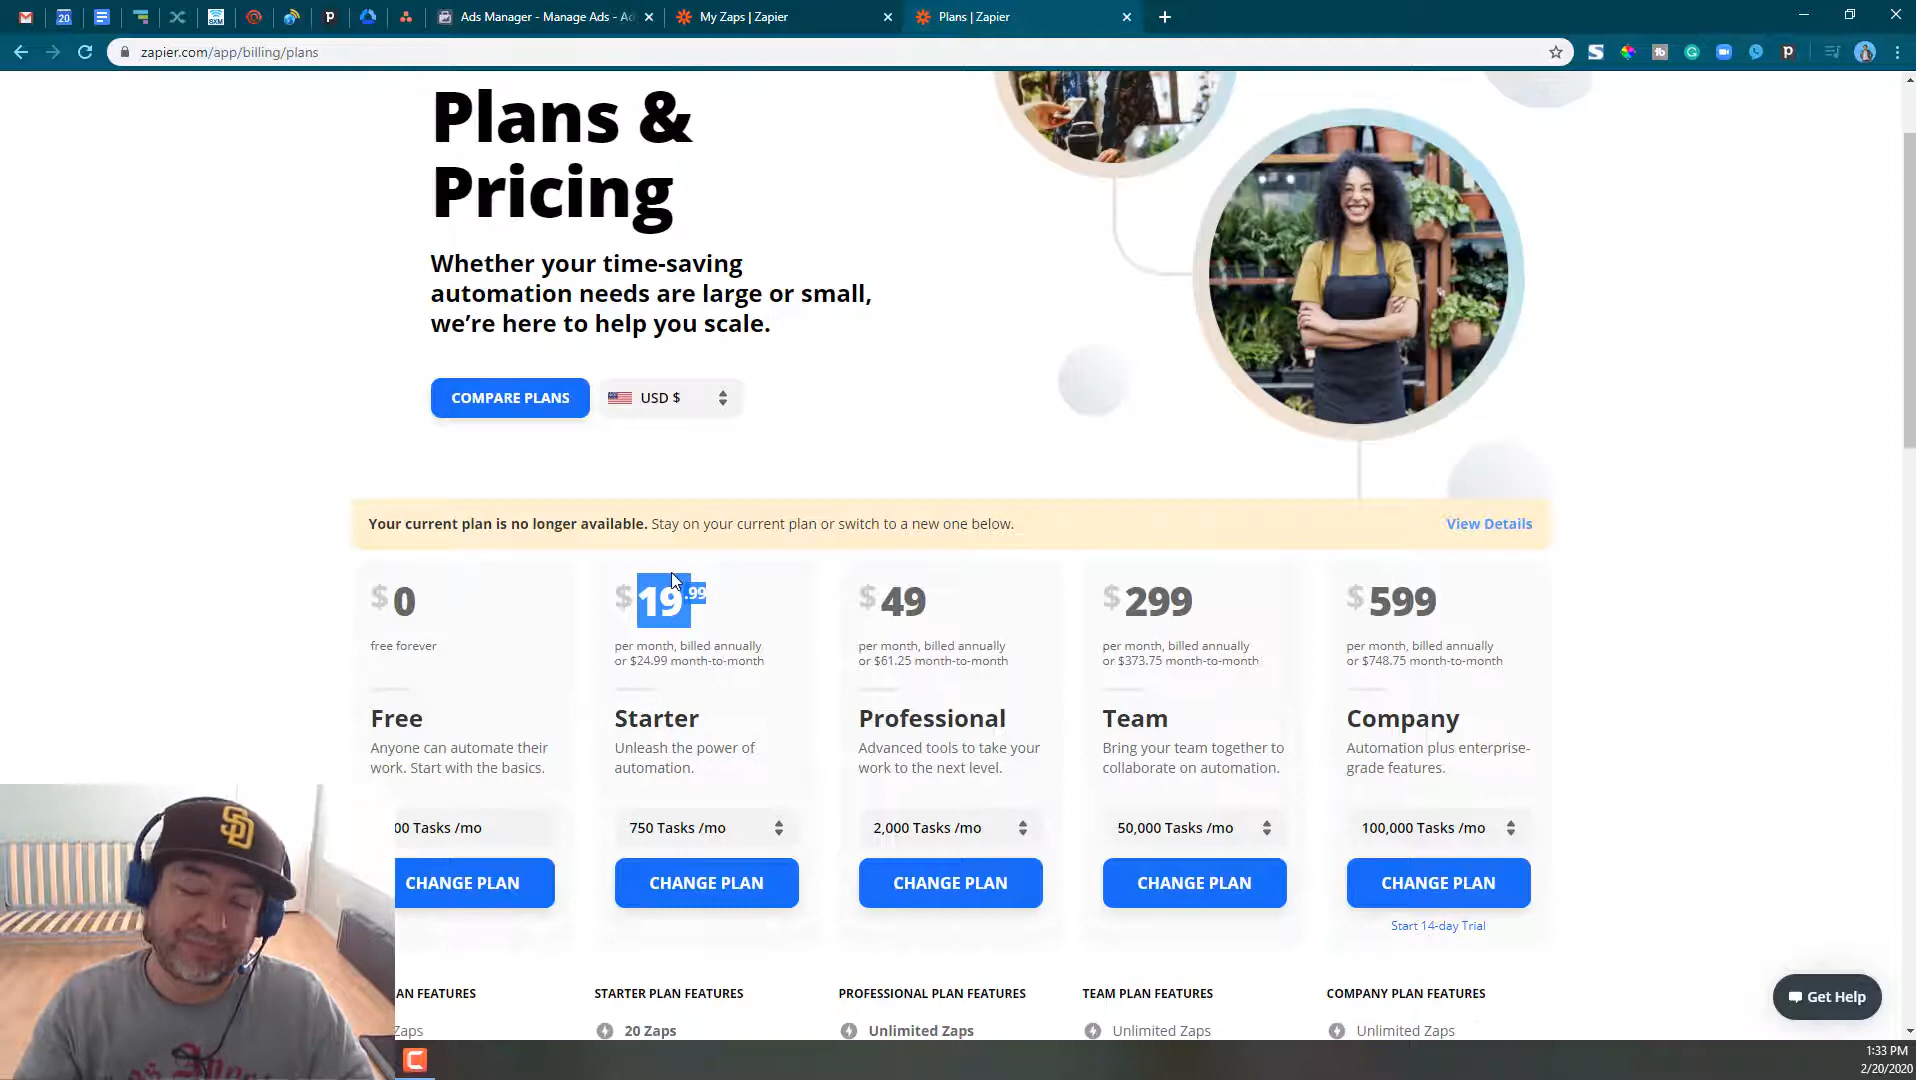 Ads Manager - Manage Ads - Ad
My Zaps | Zapier
Plans | Zapier
20
zapier.com/app/billing/plans
Plans &
Pricing
Whether your time-saving
automation needs are large or small,
we're here to help you scale.
COMPARE PLANS
USD $
Your current plan is no longer available. Stay on your current plan or switch to a new one below.
View Details
$0
free forever
Free
Anyone can automate their
work. Start with the basics.
00 Tasks /mo
CHANGE PLAN
AN FEATURES
Zaps
$19.99
per month, billed annually
or $24.99 month-to-month
Starter
Unleash the power of
automation.
750 Tasks /mo
CHANGE PLAN
STARTER PLAN FEATURES
20 Zaps
$49
per month, billed annually
or $61.25 month-to-month
Professional
Advanced tools to take your
work to the next level.
2,000 Tasks /mo
CHANGE PLAN
PROFESSIONAL PLAN FEATURES
Unlimited Zaps
$299
per month, billed annually
or $373.75 month-to-month
Team
Bring your team together to
collaborate on automation.
50,000 Tasks /mo
CHANGE PLAN
TEAM PLAN FEATURES
Unlimited Zaps
$599
per month, billed annually
or $748.75 month-to-month
Company
Automation plus enterprise-
grade features.
100,000 Tasks /mo
CHANGE PLAN
Start 14-day Trial
COMPANY PLAN FEATURES
Unlimited Zaps
Get Help
SD
1:33 PM
2/20/2020